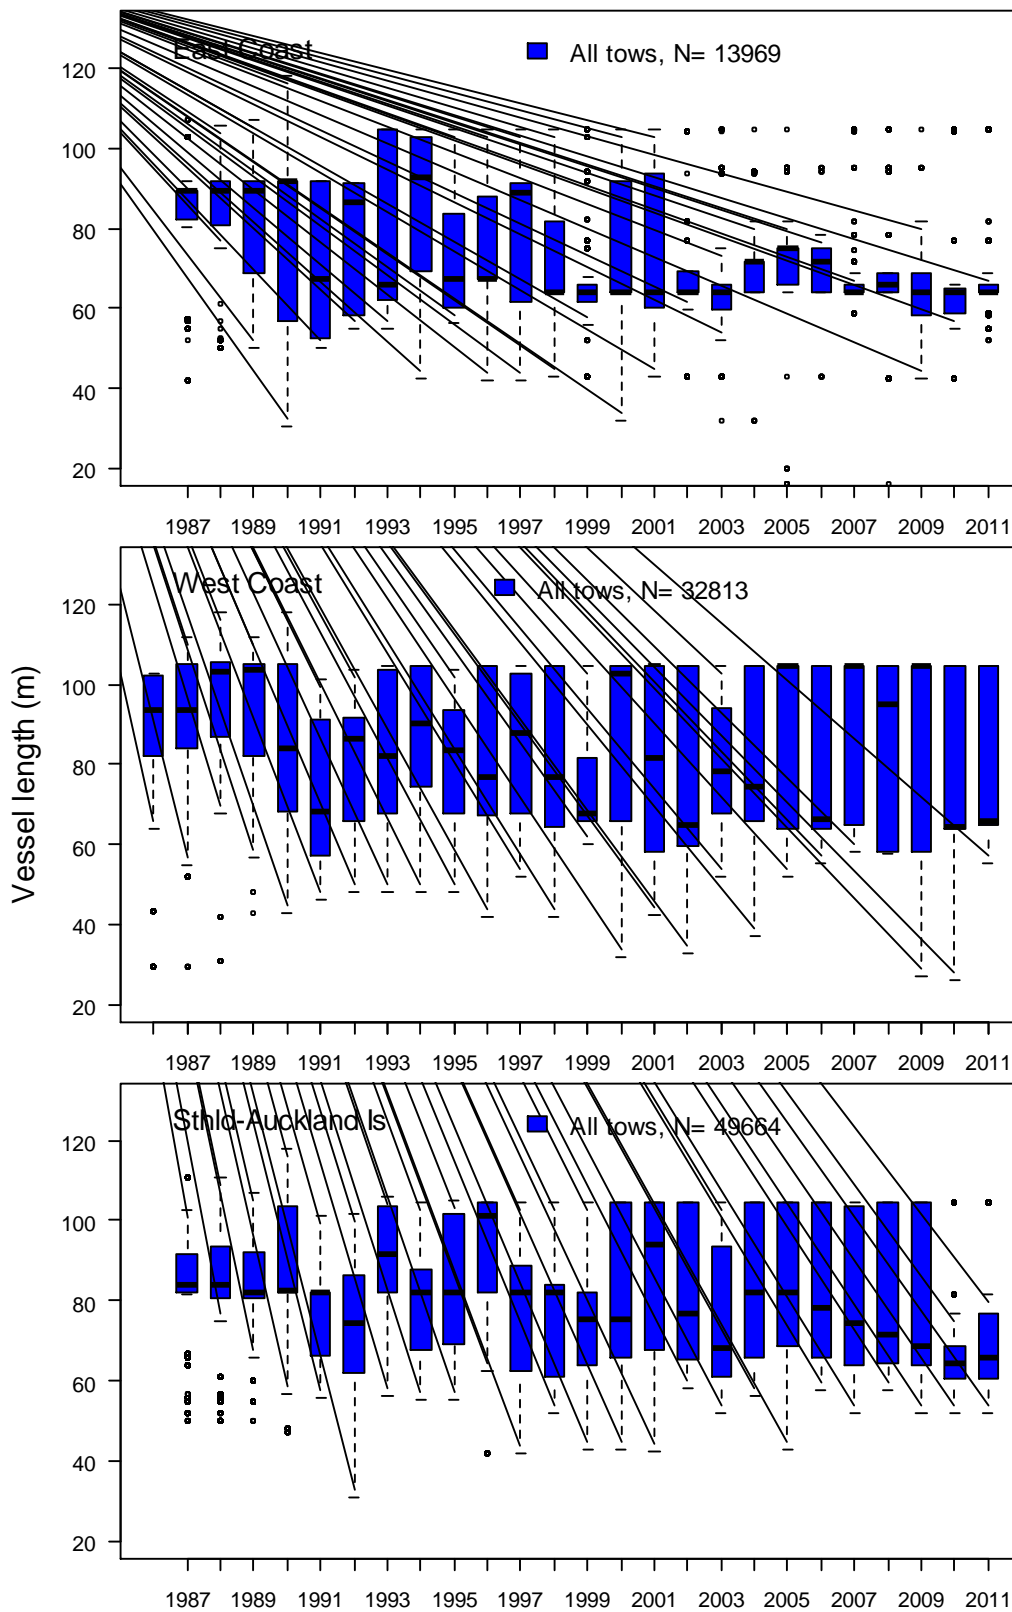 East Coast
All tows, N= 13969
120
100
80
60
40
20
1987 1989 1991 1993 1995 1997 1999 2001 2003 2005 2007 2009 2011
West Coast
All tows, N= 32813
120
100
80
60
40
20
Vessel length (m)
1987 1989 1991 1993 1995 1997 1999 2001 2003 2005 2007 2009 2011
Sthld-Auckland Is
All tows, N= 49664
120
100
80
60
40
20
1987 1989 1991 1993 1995 1997 1999 2001 2003 2005 2007 2009 2011